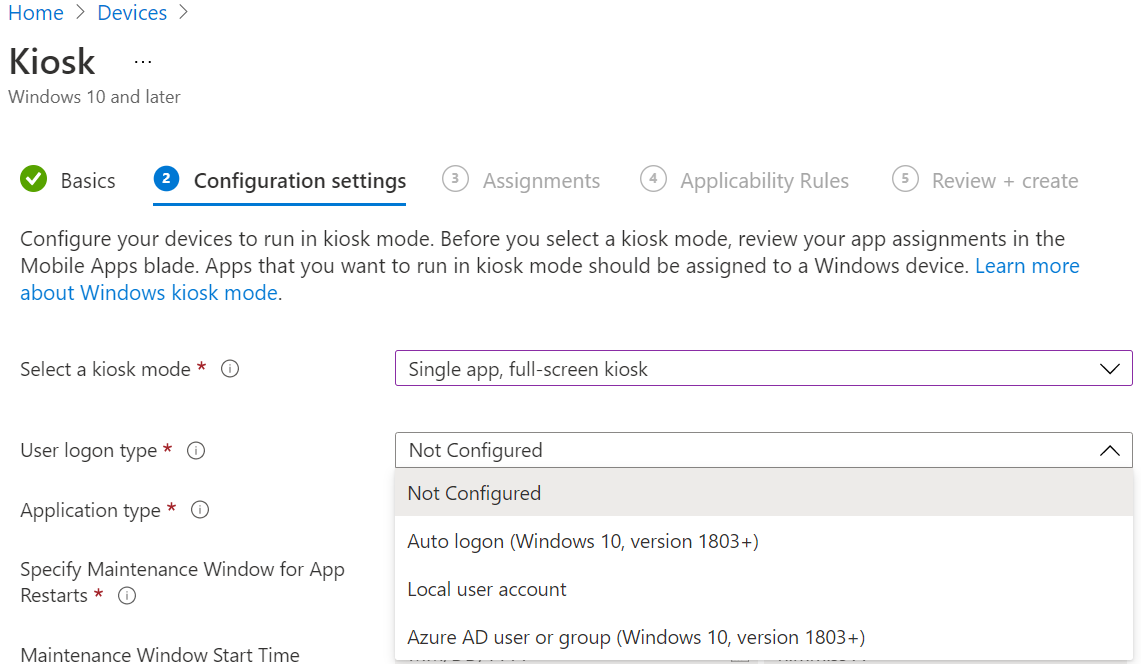 Home > Devices >
Kiosk ...
Windows 10 and later
Basics 2 Configuration settings 3 Assignments 4 Applicability Rules 5 Review + create
Configure your devices to run in kiosk mode. Before you select a kiosk mode, review your app assignments in the
Mobile Apps blade. Apps that you want to run in kiosk mode should be assigned to a Windows device. Learn more
about Windows kiosk mode.
Select a kiosk mode * Single app, full-screen kiosk
User logon type * Not Configured
Not Configured
Application type *
Auto logon (Windows 10, version 1803+)
Specify Maintenance Window for App
Restarts *
Local user account
Azure AD user or group (Windows 10, version 1803+)
Maintenance Window Start Time